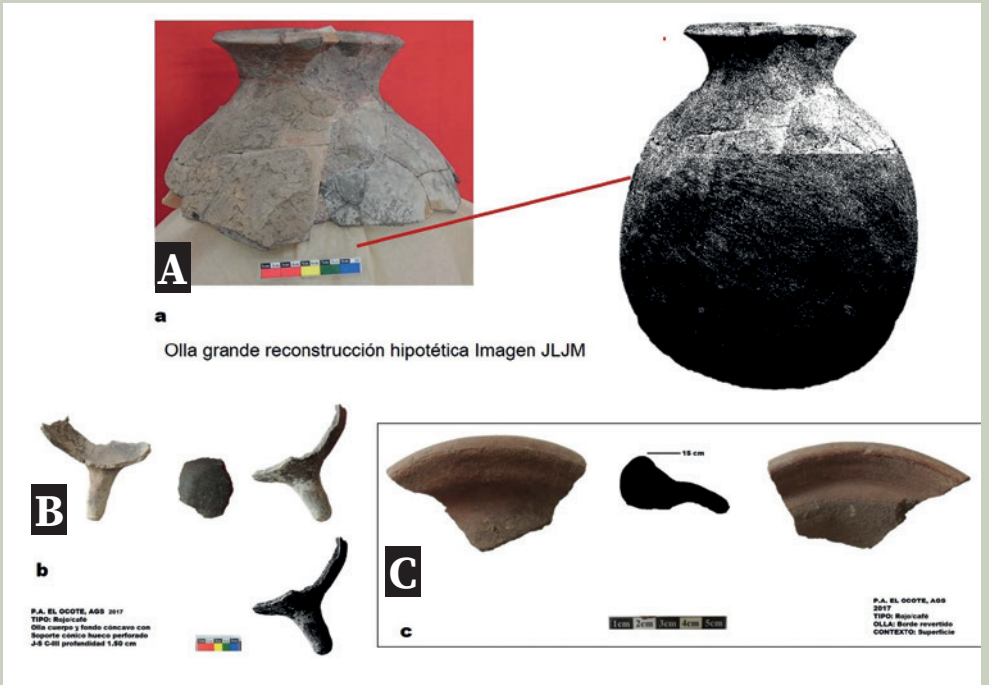 A
a
Olla grande reconstrucción hipotética Imagen JLJM
B
b
P.A. EL OCOTE, AGS 2017
TIPO: Rojo/café
Olla cuerpo y fondo cóncavo con
Soporte cónico hueco perforado
J-5 C-III profundidad 1.50 cm
C
c
15 cm
1cm 2cm 3cm 4cm 5cm
P.A. EL OCOTE, AGS
2017
TIPO: Rojo/café
OLLA: Borde revertido
CONTEXTO: Superficie